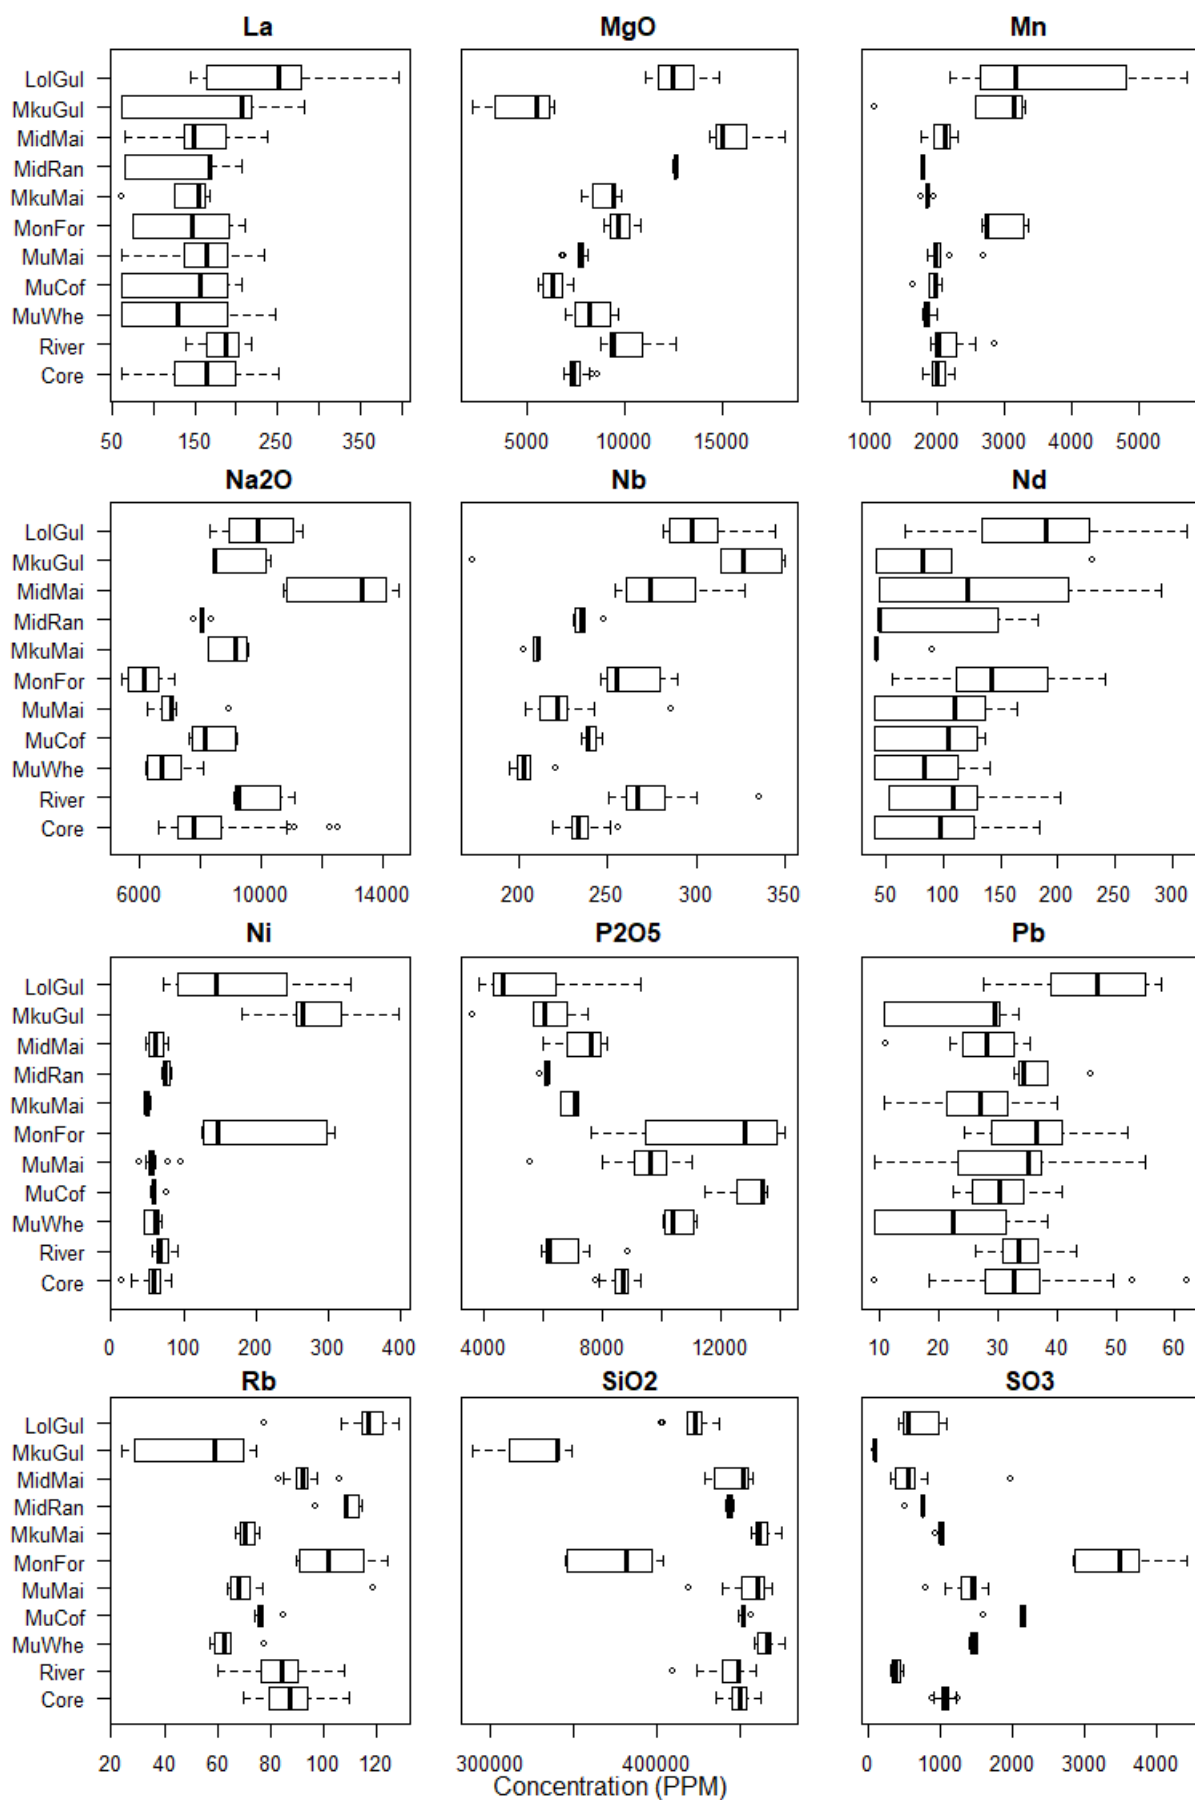 La MgO Mn
LolGul
MkuGul
MidMai
MidRan
MkuMai
MonFor
MuMai
MuCof
MuWhe
River
Core
50 150 250 350 5000 10000 15000 1000 2000 3000 4000 5000
Na2O Nb Nd
LolGul
MkuGul
MidMai
MidRan
MkuMai
MonFor
MuMai
MuCof
MuWhe
River
Core
6000 10000 14000 200 250 300 350 50 100 150 200 250 300
Ni P2O5 Pb
LolGul
MkuGul
MidMai
MidRan
MkuMai
MonFor
MuMai
MuCof
MuWhe
River
Core
0 100 200 300 400 4000 8000 12000 10 20 30 40 50 60
Rb SiO2 SO3
LolGul
MkuGul
MidMai
MidRan
MkuMai
MonFor
MuMai
MuCof
MuWhe
River
Core
20 40 60 80 100 120 300000 400000 0 1000 2000 3000 4000
Concentration (PPM)